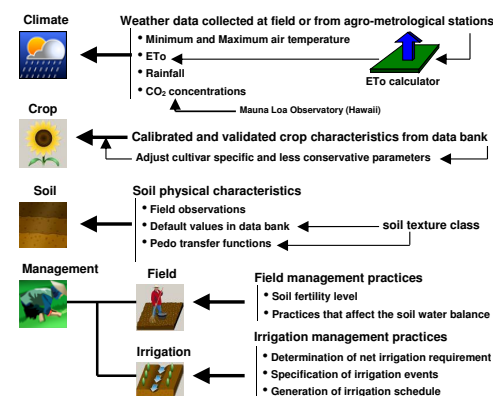 Climate
Weather data collected at field or from agro-metrological stations
• Minimum and Maximum air temperature
• ETo
• Rainfall
• CO₂ concentrations
ETo calculator
Mauna Loa Observatory (Hawaii)
Crop
Calibrated and validated crop characteristics from data bank
Adjust cultivar specific and less conservative parameters
Soil
Soil physical characteristics
• Field observations
• Default values in data bank
soil texture class
• Pedo transfer functions
Management
Field
Field management practices
• Soil fertility level
• Practices that affect the soil water balance
Irrigation
Irrigation management practices
• Determination of net irrigation requirement
• Specification of irrigation events
• Generation of irrigation schedule